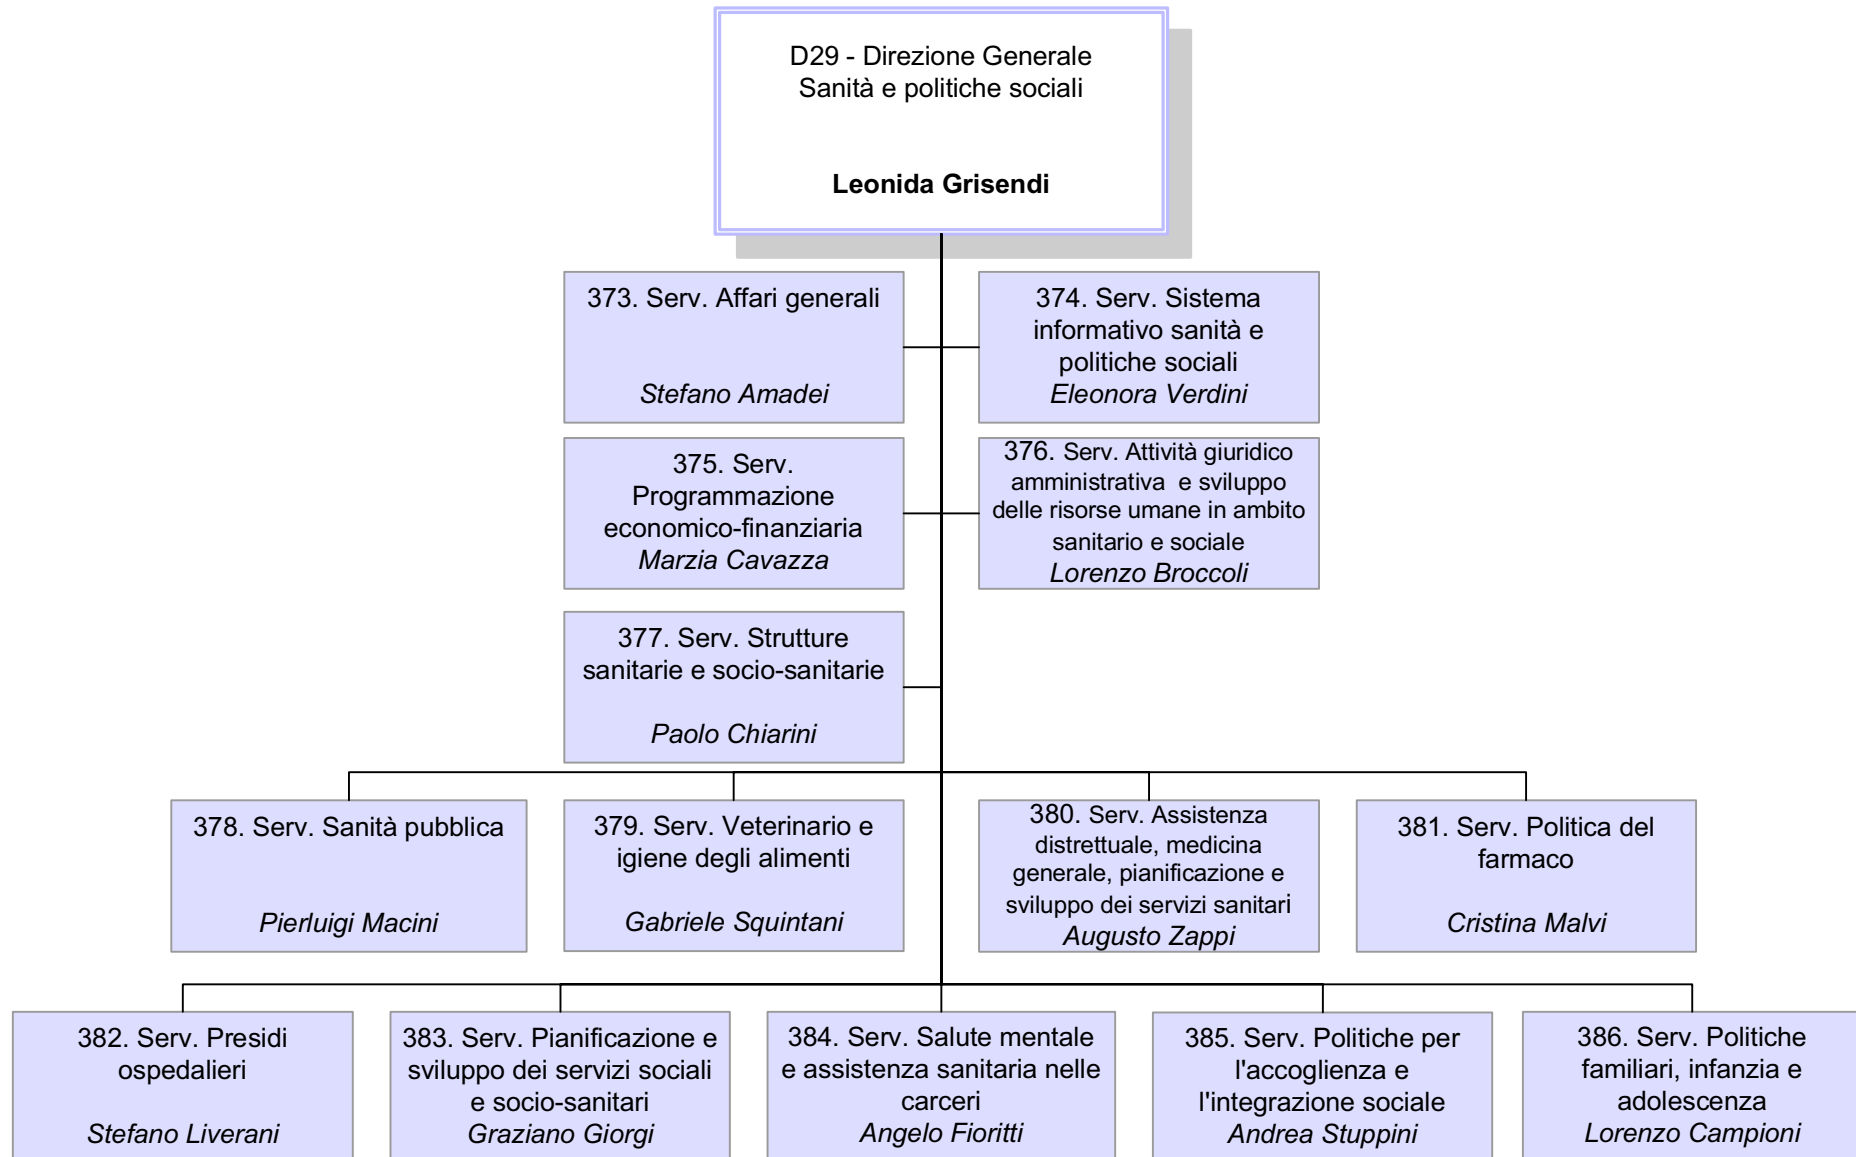 D29 - Direzione Generale
Sanità e politiche sociali
Leonida Grisendi
373. Serv. Affari generali
Stefano Amadei
374. Serv. Sistema
informativo sanità e
politiche sociali
Eleonora Verdini
375. Serv.
Programmazione
economico-finanziaria
Marzia Cavazza
376. Serv. Attività giuridico
amministrativa e sviluppo
delle risorse umane in ambito
sanitario e sociale
Lorenzo Broccoli
377. Serv. Strutture
sanitarie e socio-sanitarie
Paolo Chiarini
378. Serv. Sanità pubblica
Pierluigi Macini
379. Serv. Veterinario e
igiene degli alimenti
Gabriele Squintani
380. Serv. Assistenza
distrettuale, medicina
generale, pianificazione e
sviluppo dei servizi sanitari
Augusto Zappi
381. Serv. Politica del
farmaco
Cristina Malvi
382. Serv. Presidi
ospedalieri
Stefano Liverani
383. Serv. Pianificazione e
sviluppo dei servizi sociali
e socio-sanitari
Graziano Giorgi
384. Serv. Salute mentale
e assistenza sanitaria nelle
carceri
Angelo Fioritti
385. Serv. Politiche per
l'accoglienza e
l'integrazione sociale
Andrea Stuppini
386. Serv. Politiche
familiari, infanzia e
adolescenza
Lorenzo Campioni